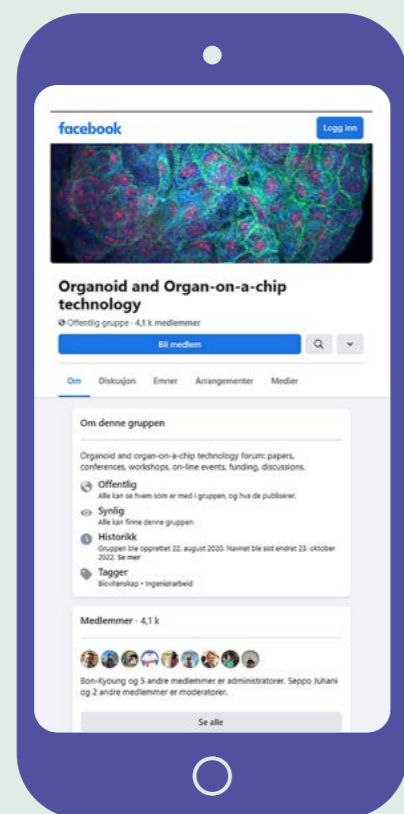 facebook
Logg inn
Organoid and Organ-on-a-chip
technology
Offentlig gruppe · 4,1 k medlemmer
Bli medlem
Om Diskusjon Emner Arrangementer Medier
Om denne gruppen
Organoid and organ-on-a-chip technology forum: papers,
conferences, workshops, on-line events, funding, discussions.
Offentlig
Alle kan se hvem som er med i gruppen, og hva de publiserer.
Synlig
Alle kan finne denne gruppen.
Historikk
Gruppen ble opprettet 22. august 2020. Navnet ble sist endret 23. oktober
2022. Se mer
Tagger
Biovitenskap • Ingeniørarbeid
Medlemmer · 4,1 k
Bon-Kyoung og 5 andre medlemmer er administratorer. Seppo Juhani
og 2 andre medlemmer er moderatorer.
Se alle